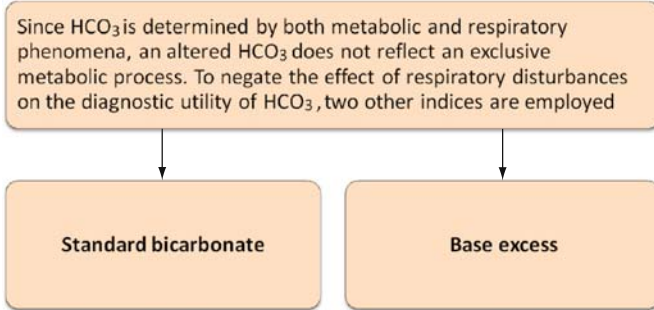 Since HCO₃ is determined by both metabolic and respiratory
phenomena, an altered HCO₃ does not reflect an exclusive
metabolic process. To negate the effect of respiratory disturbances
on the diagnostic utility of HCO₃, two other indices are employed
Standard bicarbonate
Base excess